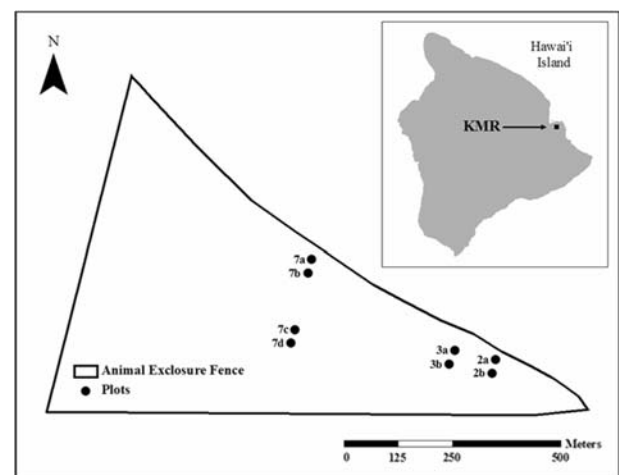 N
Hawai'i
Island
KMR
7a
7b
7c
7d
3a
3b
2a
2b
Animal Exclosure Fence
Plots
Meters
0 125 250 500